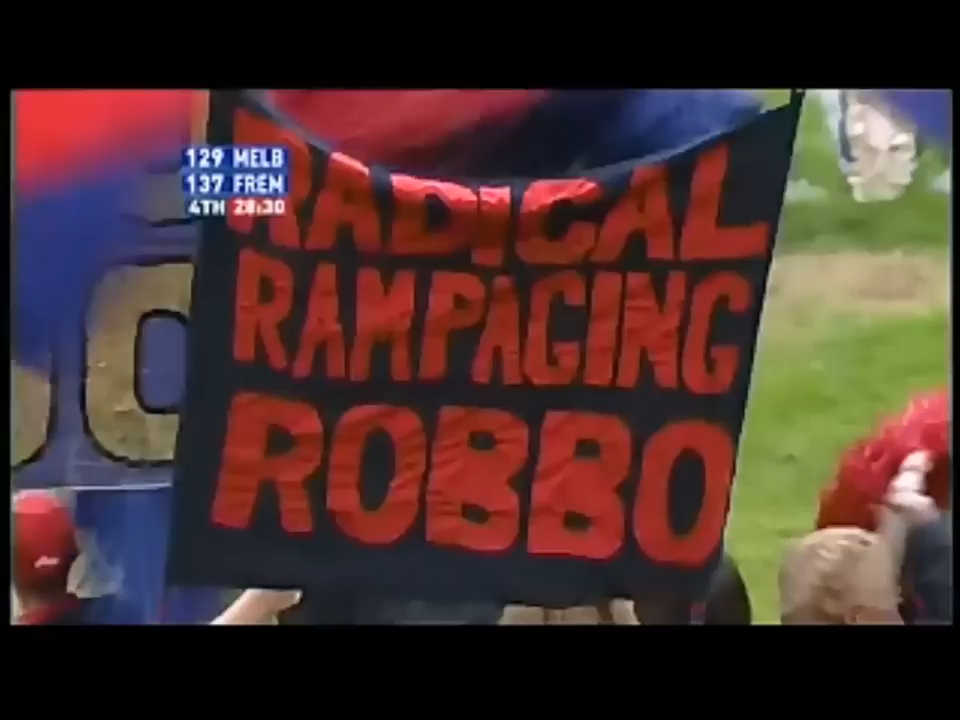 129 MELB
137 FREM
4TH 28:30
RADICAL
RAMPAGING
ROBBO